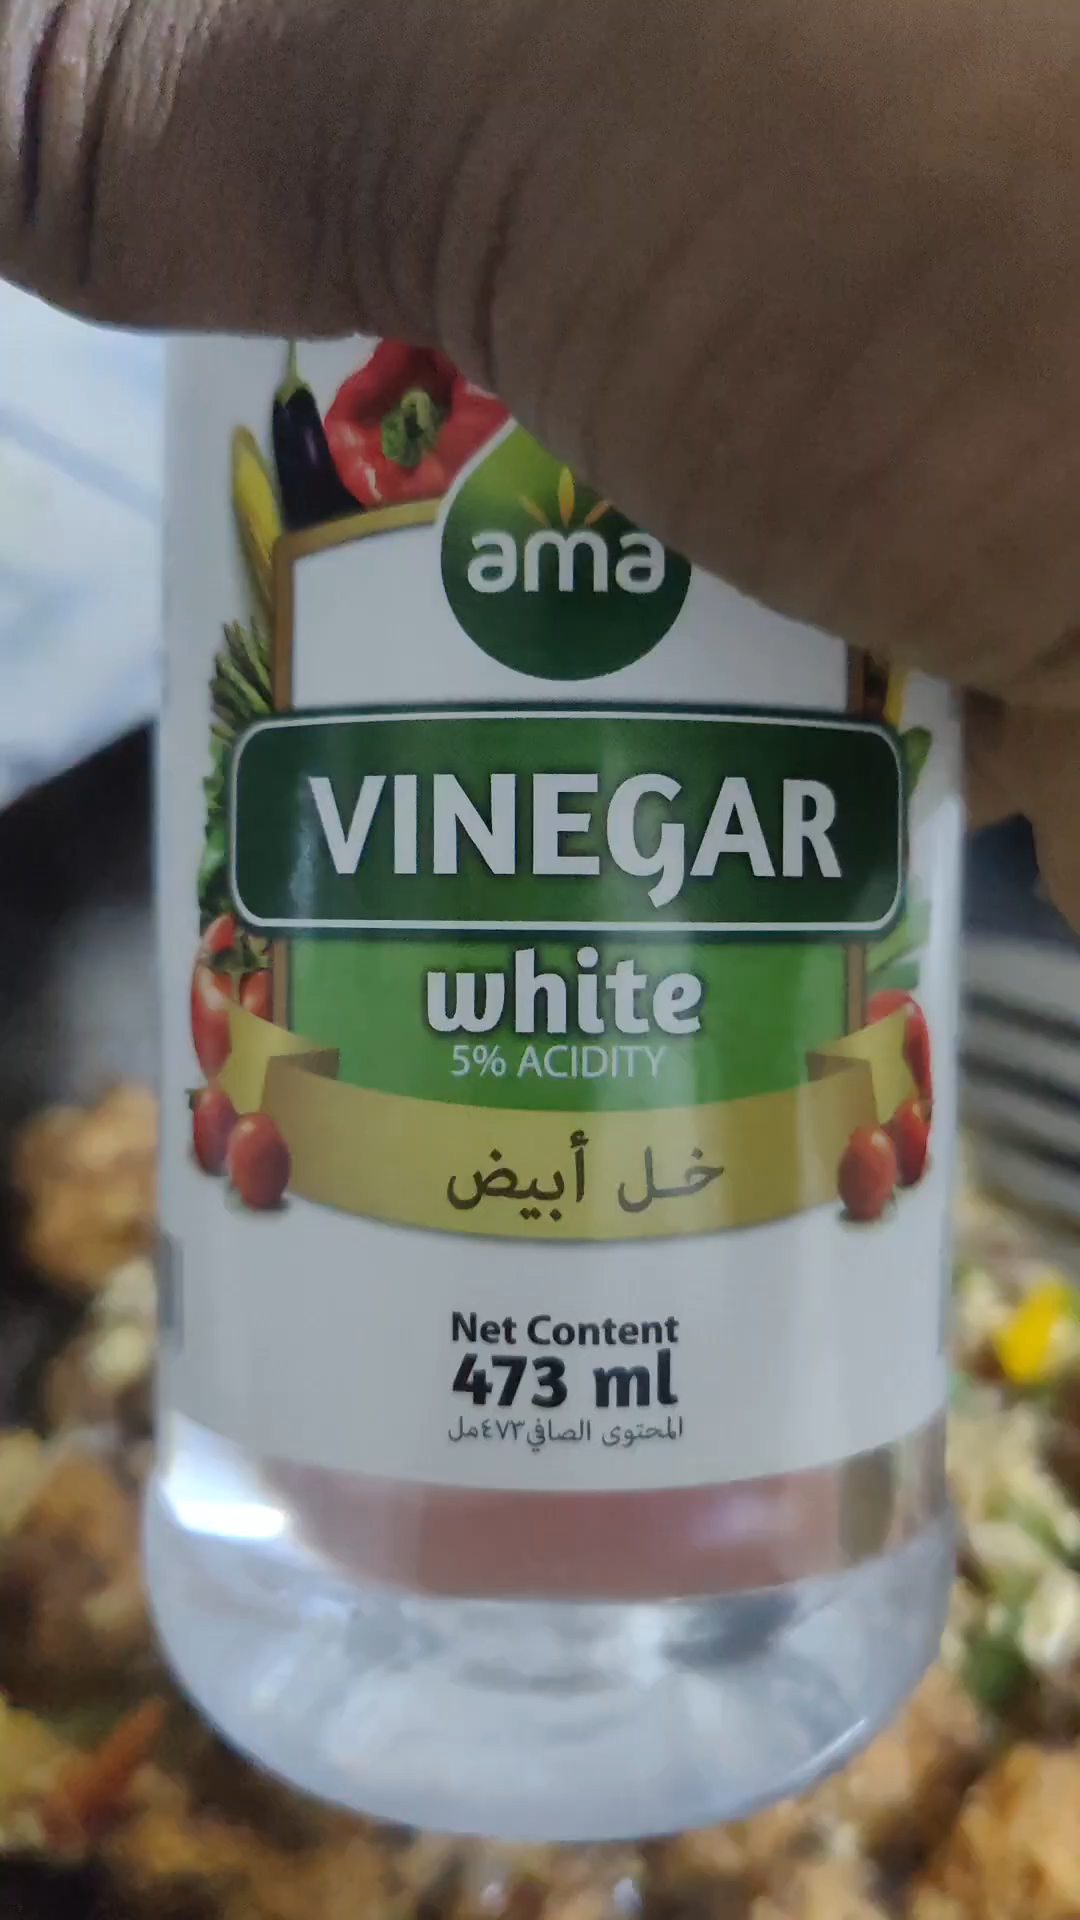 ama
VINEGAR
white
5% ACIDITY
خل أبيض
Net Content
473 ml
المحتوى الصافي ٤٧٣مل